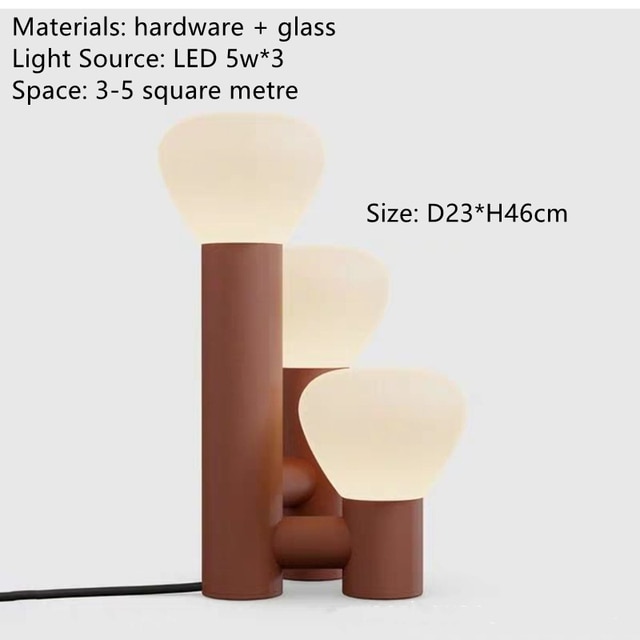 Materials: hardware + glass
Light Source: LED 5w*3
Space: 3-5 square metre
Size: D23*H46cm